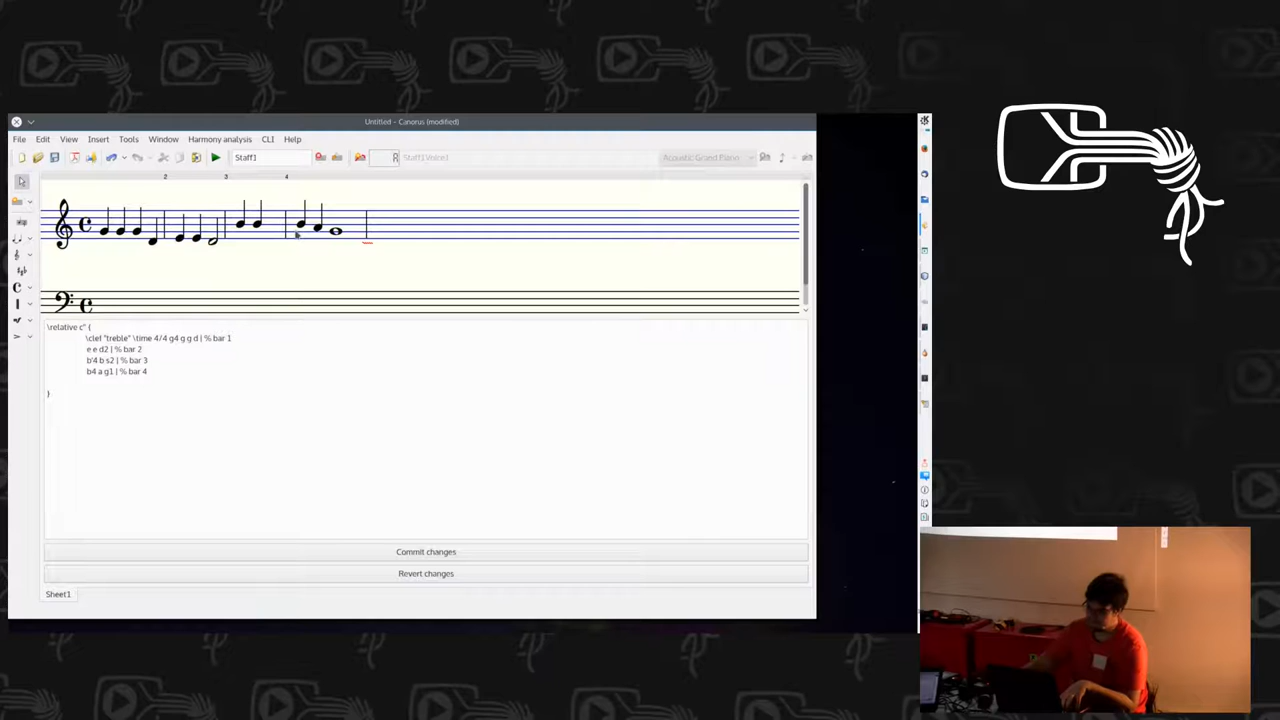 Untitled - Canorus (modified)
File Edit View Insert Tools Window Harmony analysis CLI Help
Staff1 Staff1Voice1 Acoustic Grand Piano
2 3 4
\relative c'' {
\clef "treble" \time 4/4 g4 g g d | % bar 1
e e d2 | % bar 2
b'4 b s2 | % bar 3
b4 a g1 | % bar 4
}
Commit changes
Revert changes
Sheet1